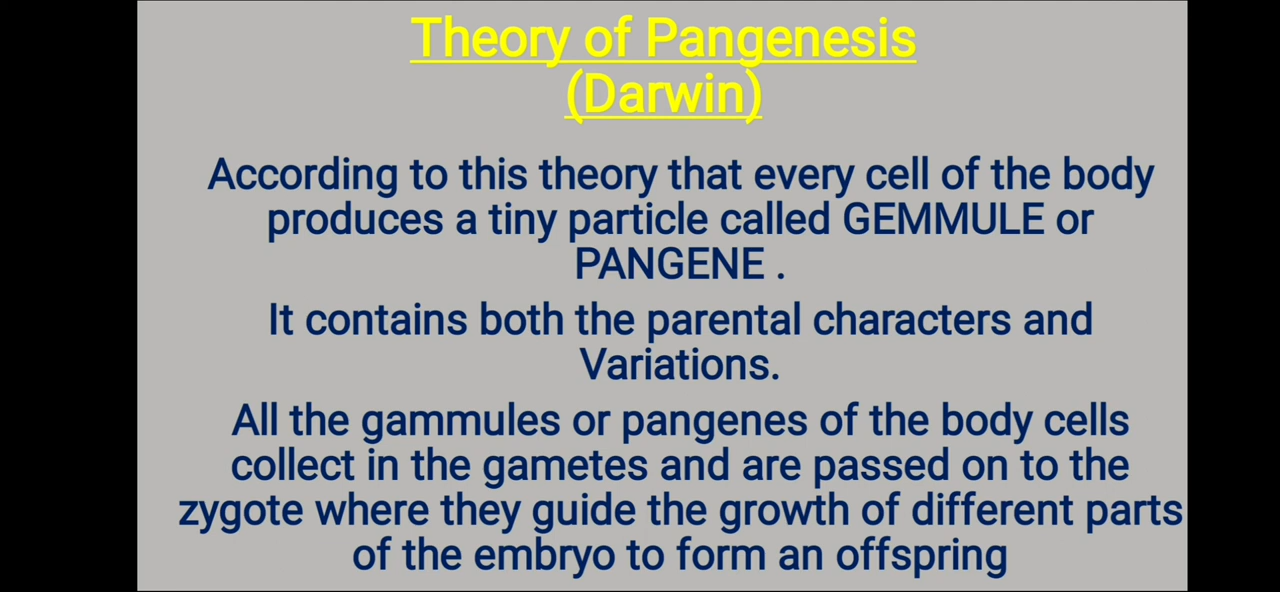 Theory of Pangenesis
(Darwin)
According to this theory that every cell of the body
produces a tiny particle called GEMMULE or
PANGENE .
It contains both the parental characters and
Variations.
All the gammules or pangenes of the body cells
collect in the gametes and are passed on to the
zygote where they guide the growth of different parts
of the embryo to form an offspring